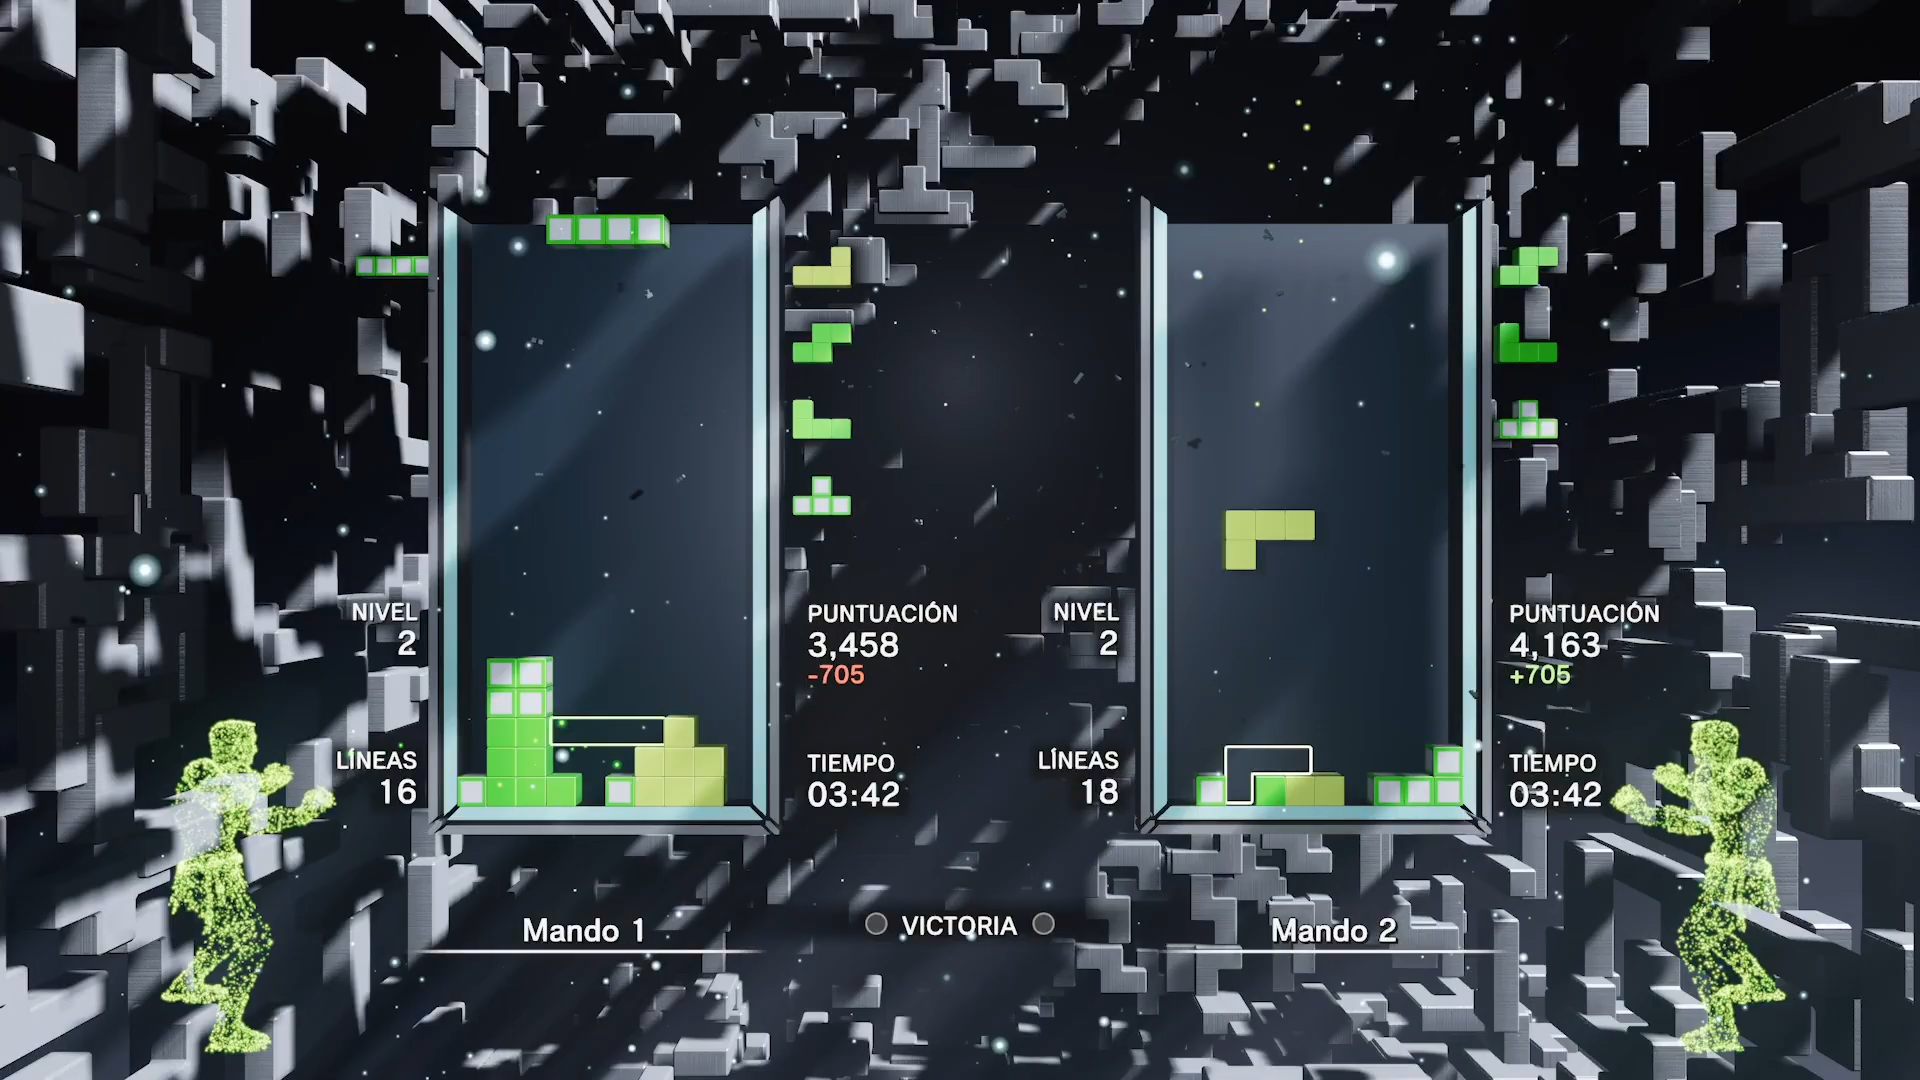 NIVEL
2
PUNTUACIÓN
3,458
-705
LÍNEAS
16
TIEMPO
03:42
NIVEL
2
PUNTUACIÓN
4,163
+705
LÍNEAS
18
TIEMPO
03:42
Mando 1
VICTORIA
Mando 2